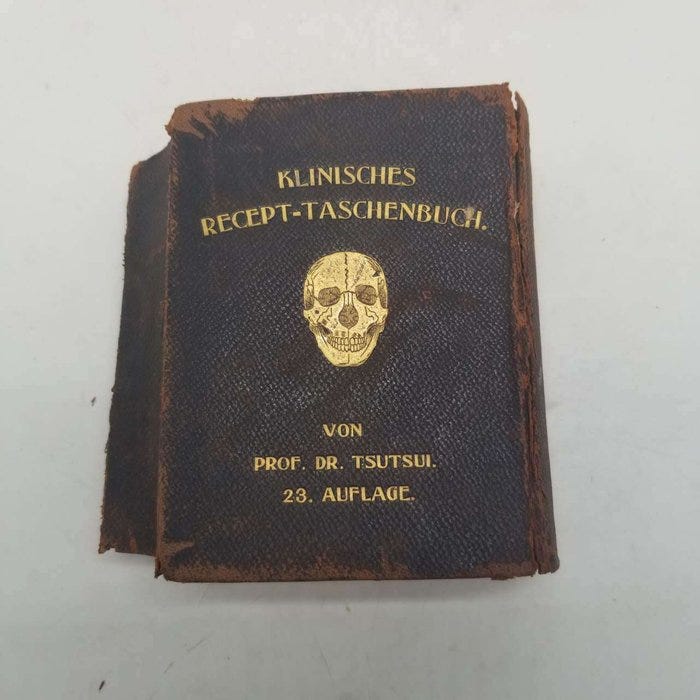 KLINISCHES
RECEPT-TASCHENBUCH.
VON
PROF. DR. TSUTSUI.
23. AUFLAGE.